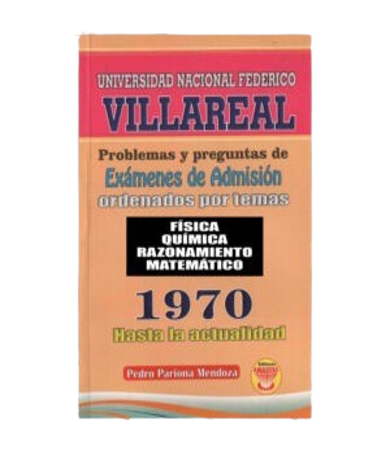 UNIVERSIDAD NACIONAL FEDERICO
VILLAREAL
Problemas y preguntas de
Exámenes de Admisión
ordenados por temas
FÍSICA
QUÍMICA
RAZONAMIENTO
MATEMÁTICO
1970
Hasta la actualidad
Pedro Pariona Mendoza